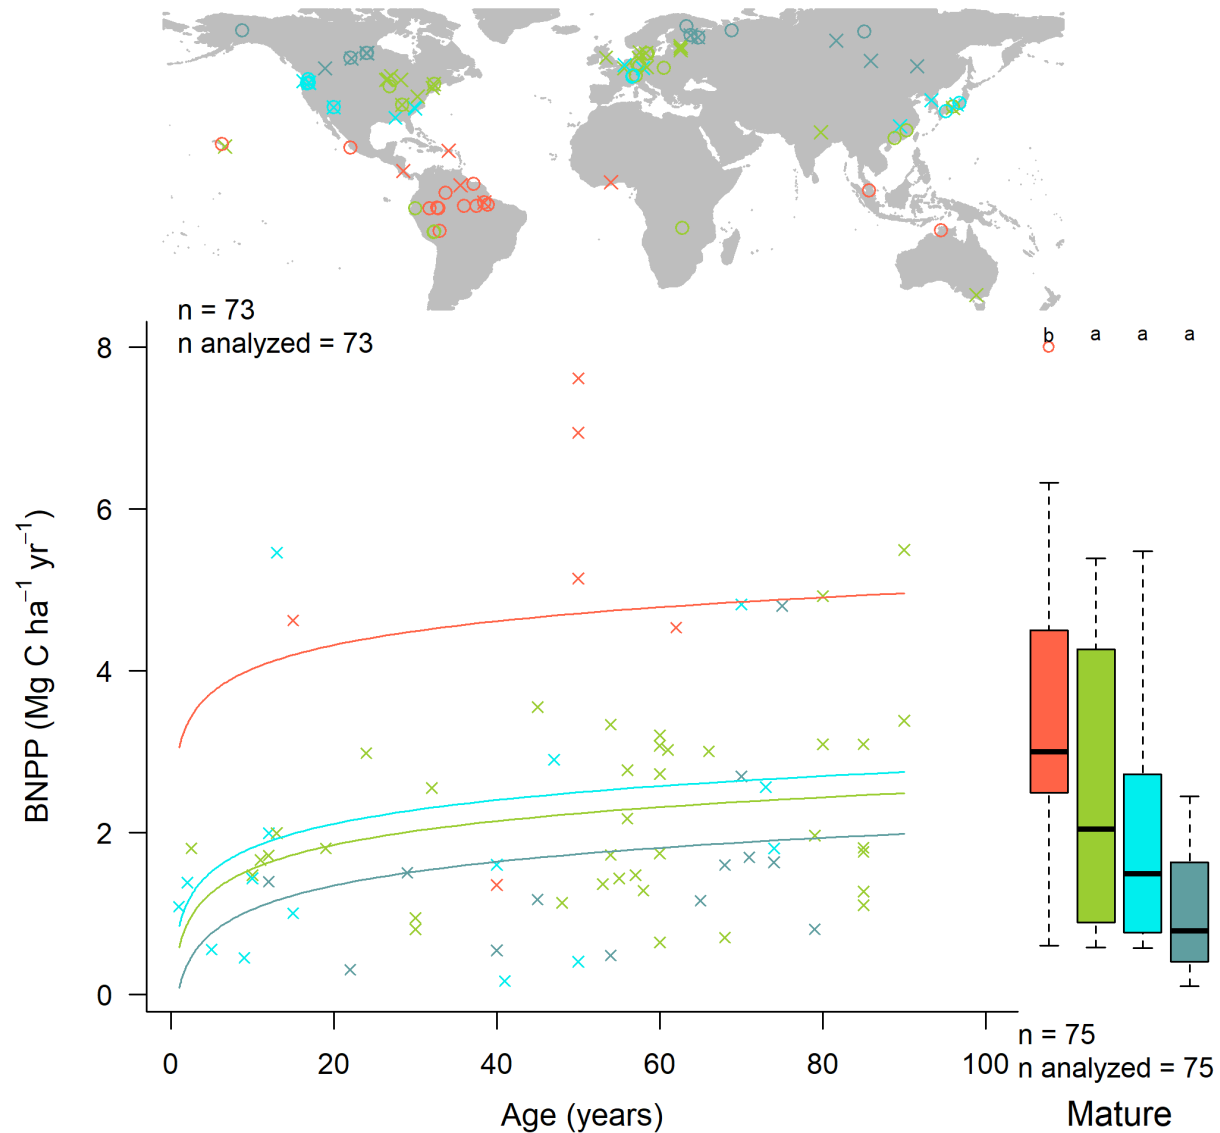 n = 73
n analyzed = 73
b a a a
8
6
4
2
0
BNPP (Mg C ha⁻¹ yr⁻¹)
0 20 40 60 80 100
Age (years)
n = 75
n analyzed = 75
Mature